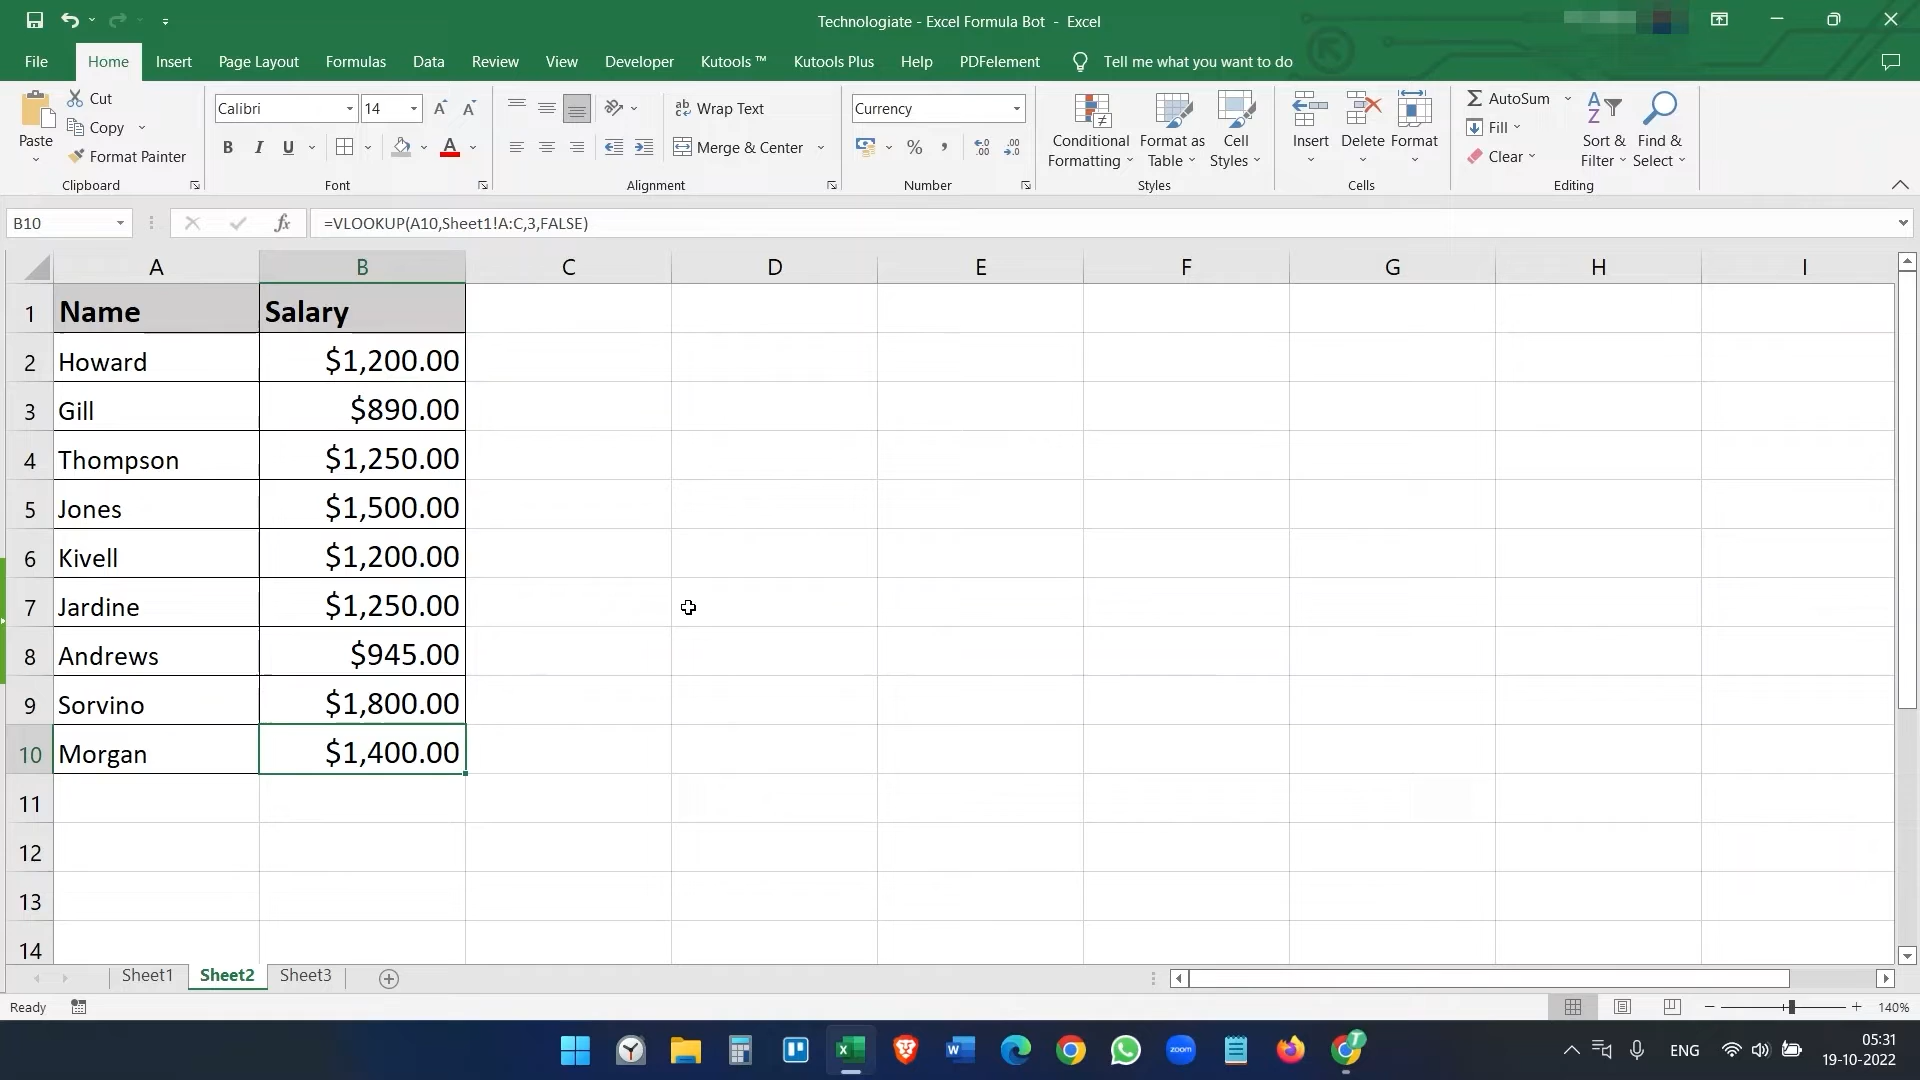 Technologiate - Excel Formula Bot - Excel
File Home Insert Page Layout Formulas Data Review View Developer Kutools ™ Kutools Plus Help PDFelement Tell me what you want to do
Paste
Cut
Copy
Format Painter
Clipboard
Calibri 14
B I U
Font
Wrap Text
Merge & Center
Alignment
Currency
Number
Conditional Formatting
Format as Table
Cell Styles
Styles
Insert Delete Format
Cells
AutoSum
Fill
Clear
Sort & Filter
Find & Select
Editing
B10 fx =VLOOKUP(A10,Sheet1!A:C,3,FALSE)
A B C D E F G H I
1 Name Salary
2 Howard $1,200.00
3 Gill $890.00
4 Thompson $1,250.00
5 Jones $1,500.00
6 Kivell $1,200.00
7 Jardine $1,250.00
8 Andrews $945.00
9 Sorvino $1,800.00
10 Morgan $1,400.00
11
12
13
14
Sheet1 Sheet2 Sheet3
Ready 140%
zoom
ENG
05:31
19-10-2022